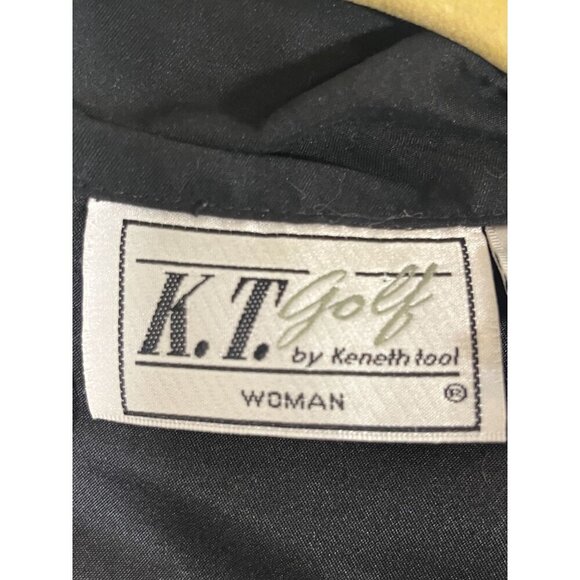 K.T. Golf
by Keneth tool
WOMAN ®